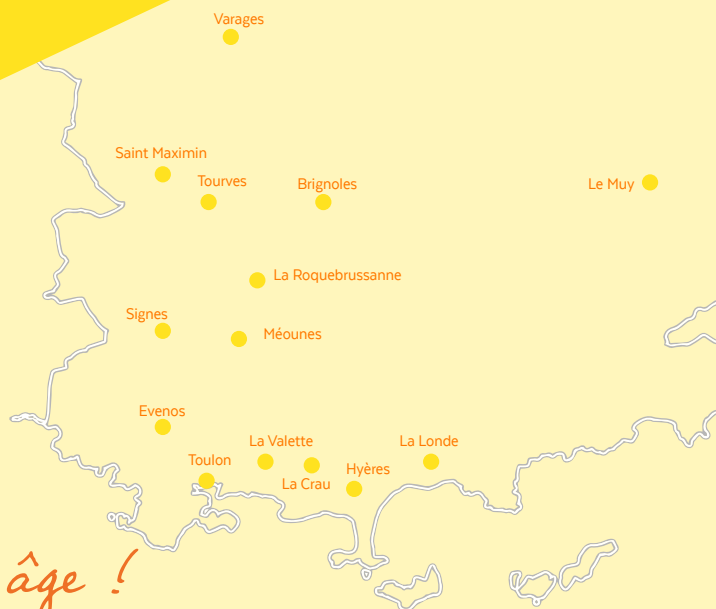 Varages
Saint Maximin
Tourves
Brignoles
Le Muy
La Roquebrussanne
Signes
Méounes
Evenos
La Valette
La Londe
Toulon
Hyères
La Crau
âge !